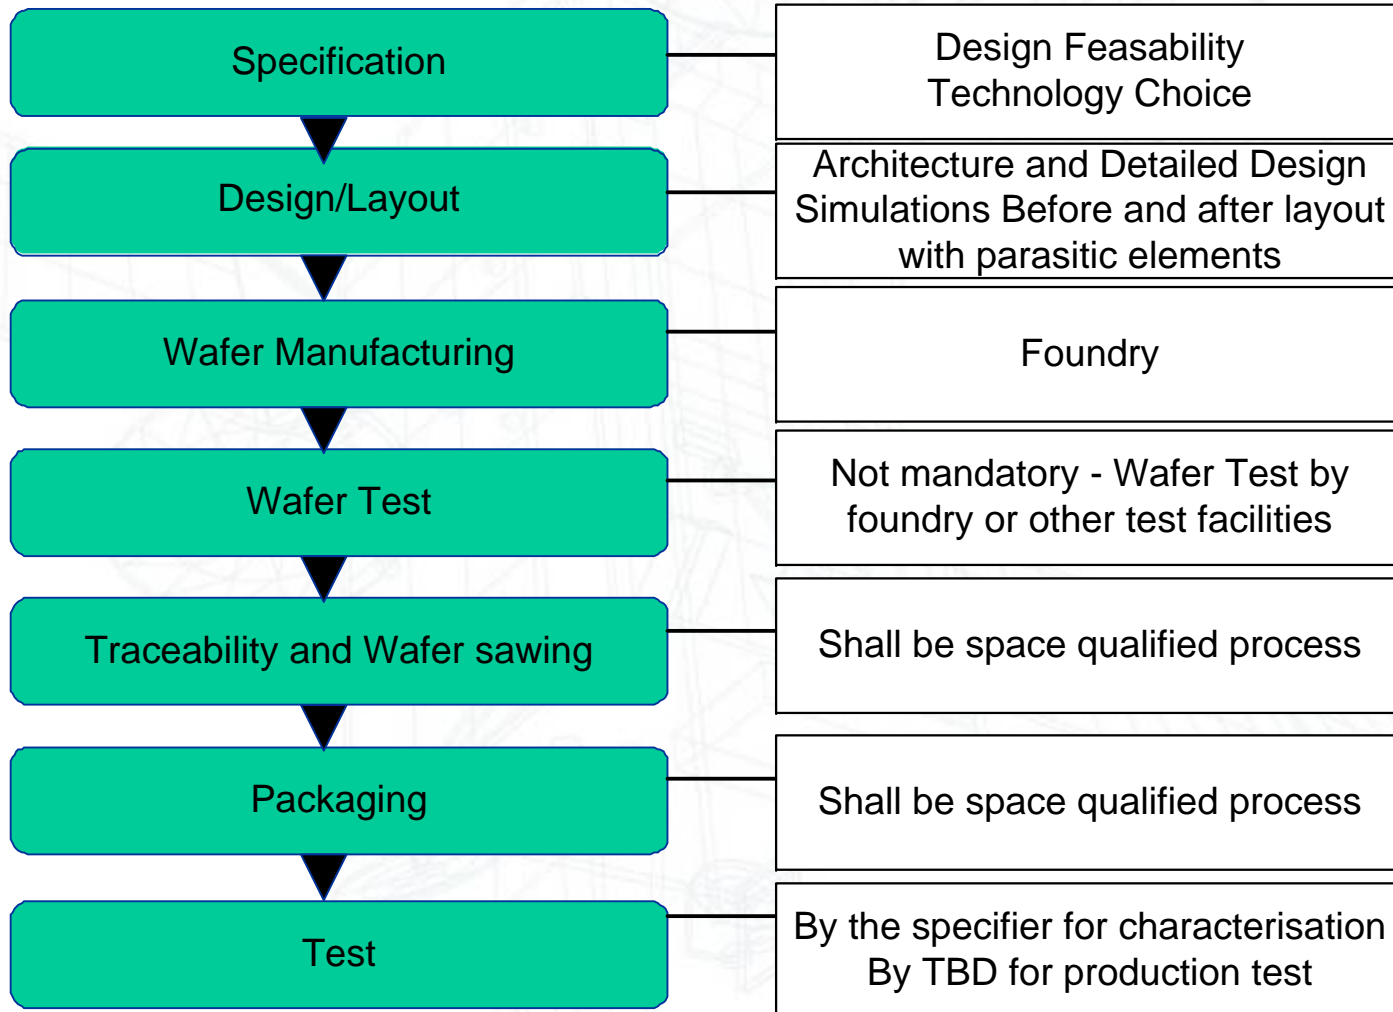 Specification
Design Feasability
Technology Choice
Design/Layout
Architecture and Detailed Design
Simulations Before and after layout
with parasitic elements
Wafer Manufacturing
Foundry
Wafer Test
Not mandatory - Wafer Test by
foundry or other test facilities
Traceability and Wafer sawing
Shall be space qualified process
Packaging
Shall be space qualified process
Test
By the specifier for characterisation
By TBD for production test